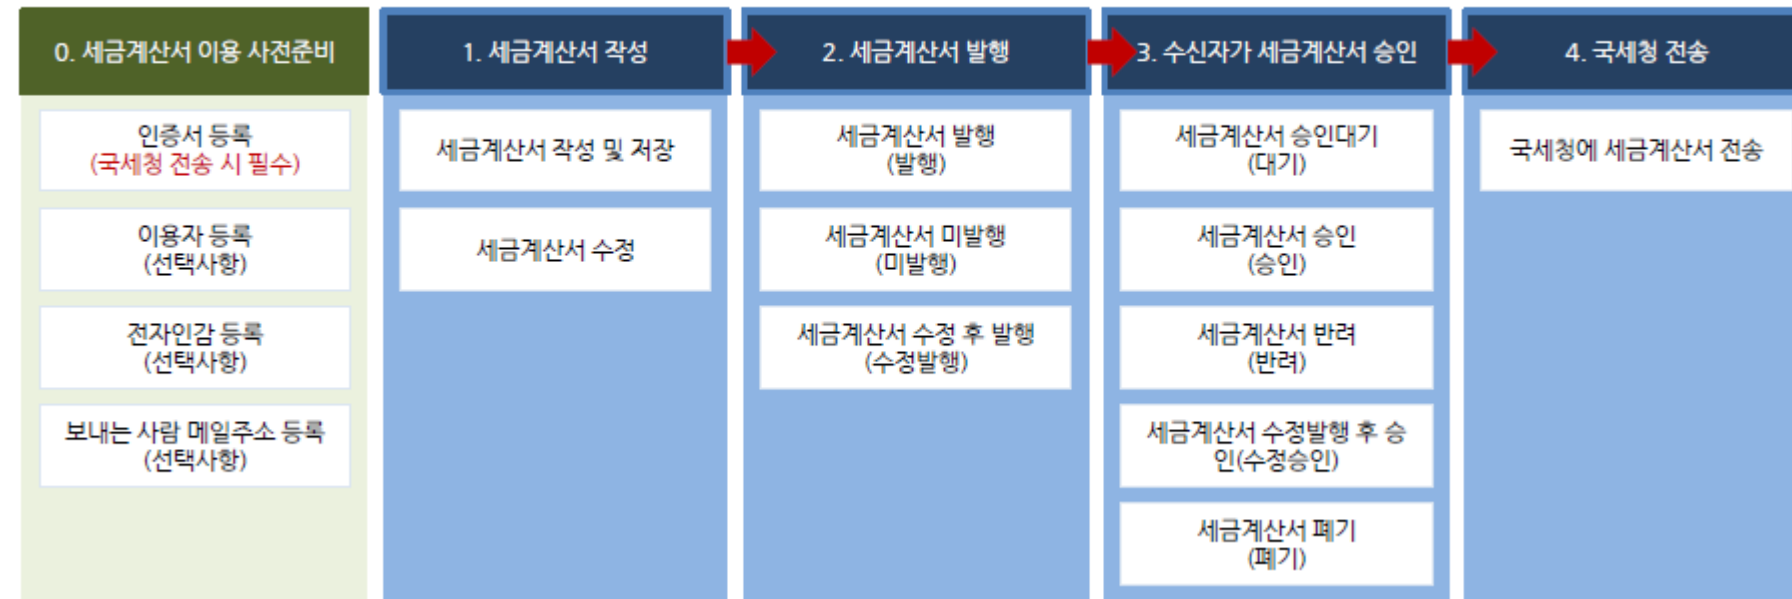 0. 세금계산서 이용 사전준비
인증서 등록
(국세청 전송 시 필수)
이용자 등록
(선택사항)
전자인감 등록
(선택사항)
보내는 사람 메일주소 등록
(선택사항)
1. 세금계산서 작성
세금계산서 작성 및 저장
세금계산서 수정
2. 세금계산서 발행
세금계산서 발행
(발행)
세금계산서 미발행
(미발행)
세금계산서 수정 후 발행
(수정발행)
3. 수신자가 세금계산서 승인
세금계산서 승인대기
(대기)
세금계산서 승인
(승인)
세금계산서 반려
(반려)
세금계산서 수정발행 후 승
인(수정승인)
세금계산서 폐기
(폐기)
4. 국세청 전송
국세청에 세금계산서 전송